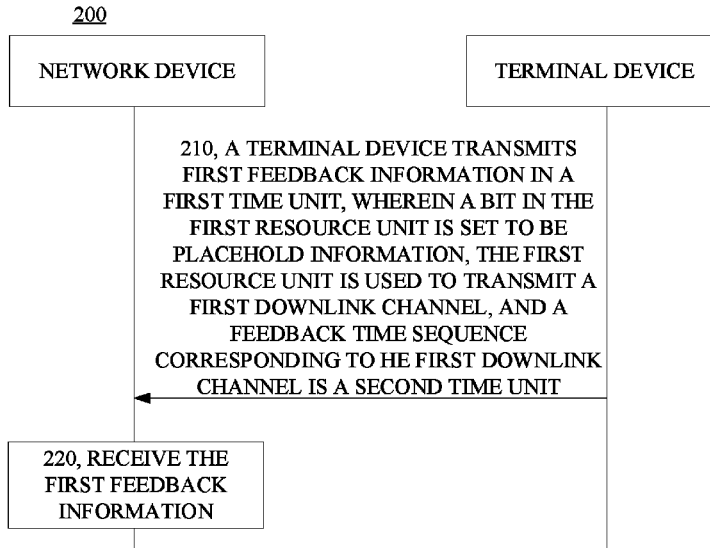 200
NETWORK DEVICE
TERMINAL DEVICE
210, A TERMINAL DEVICE TRANSMITS
FIRST FEEDBACK INFORMATION IN A
FIRST TIME UNIT, WHEREIN A BIT IN THE
FIRST RESOURCE UNIT IS SET TO BE
PLACEHOLD INFORMATION, THE FIRST
RESOURCE UNIT IS USED TO TRANSMIT A
FIRST DOWNLINK CHANNEL, AND A
FEEDBACK TIME SEQUENCE
CORRESPONDING TO HE FIRST DOWNLINK
CHANNEL IS A SECOND TIME UNIT
220, RECEIVE THE
FIRST FEEDBACK
INFORMATION